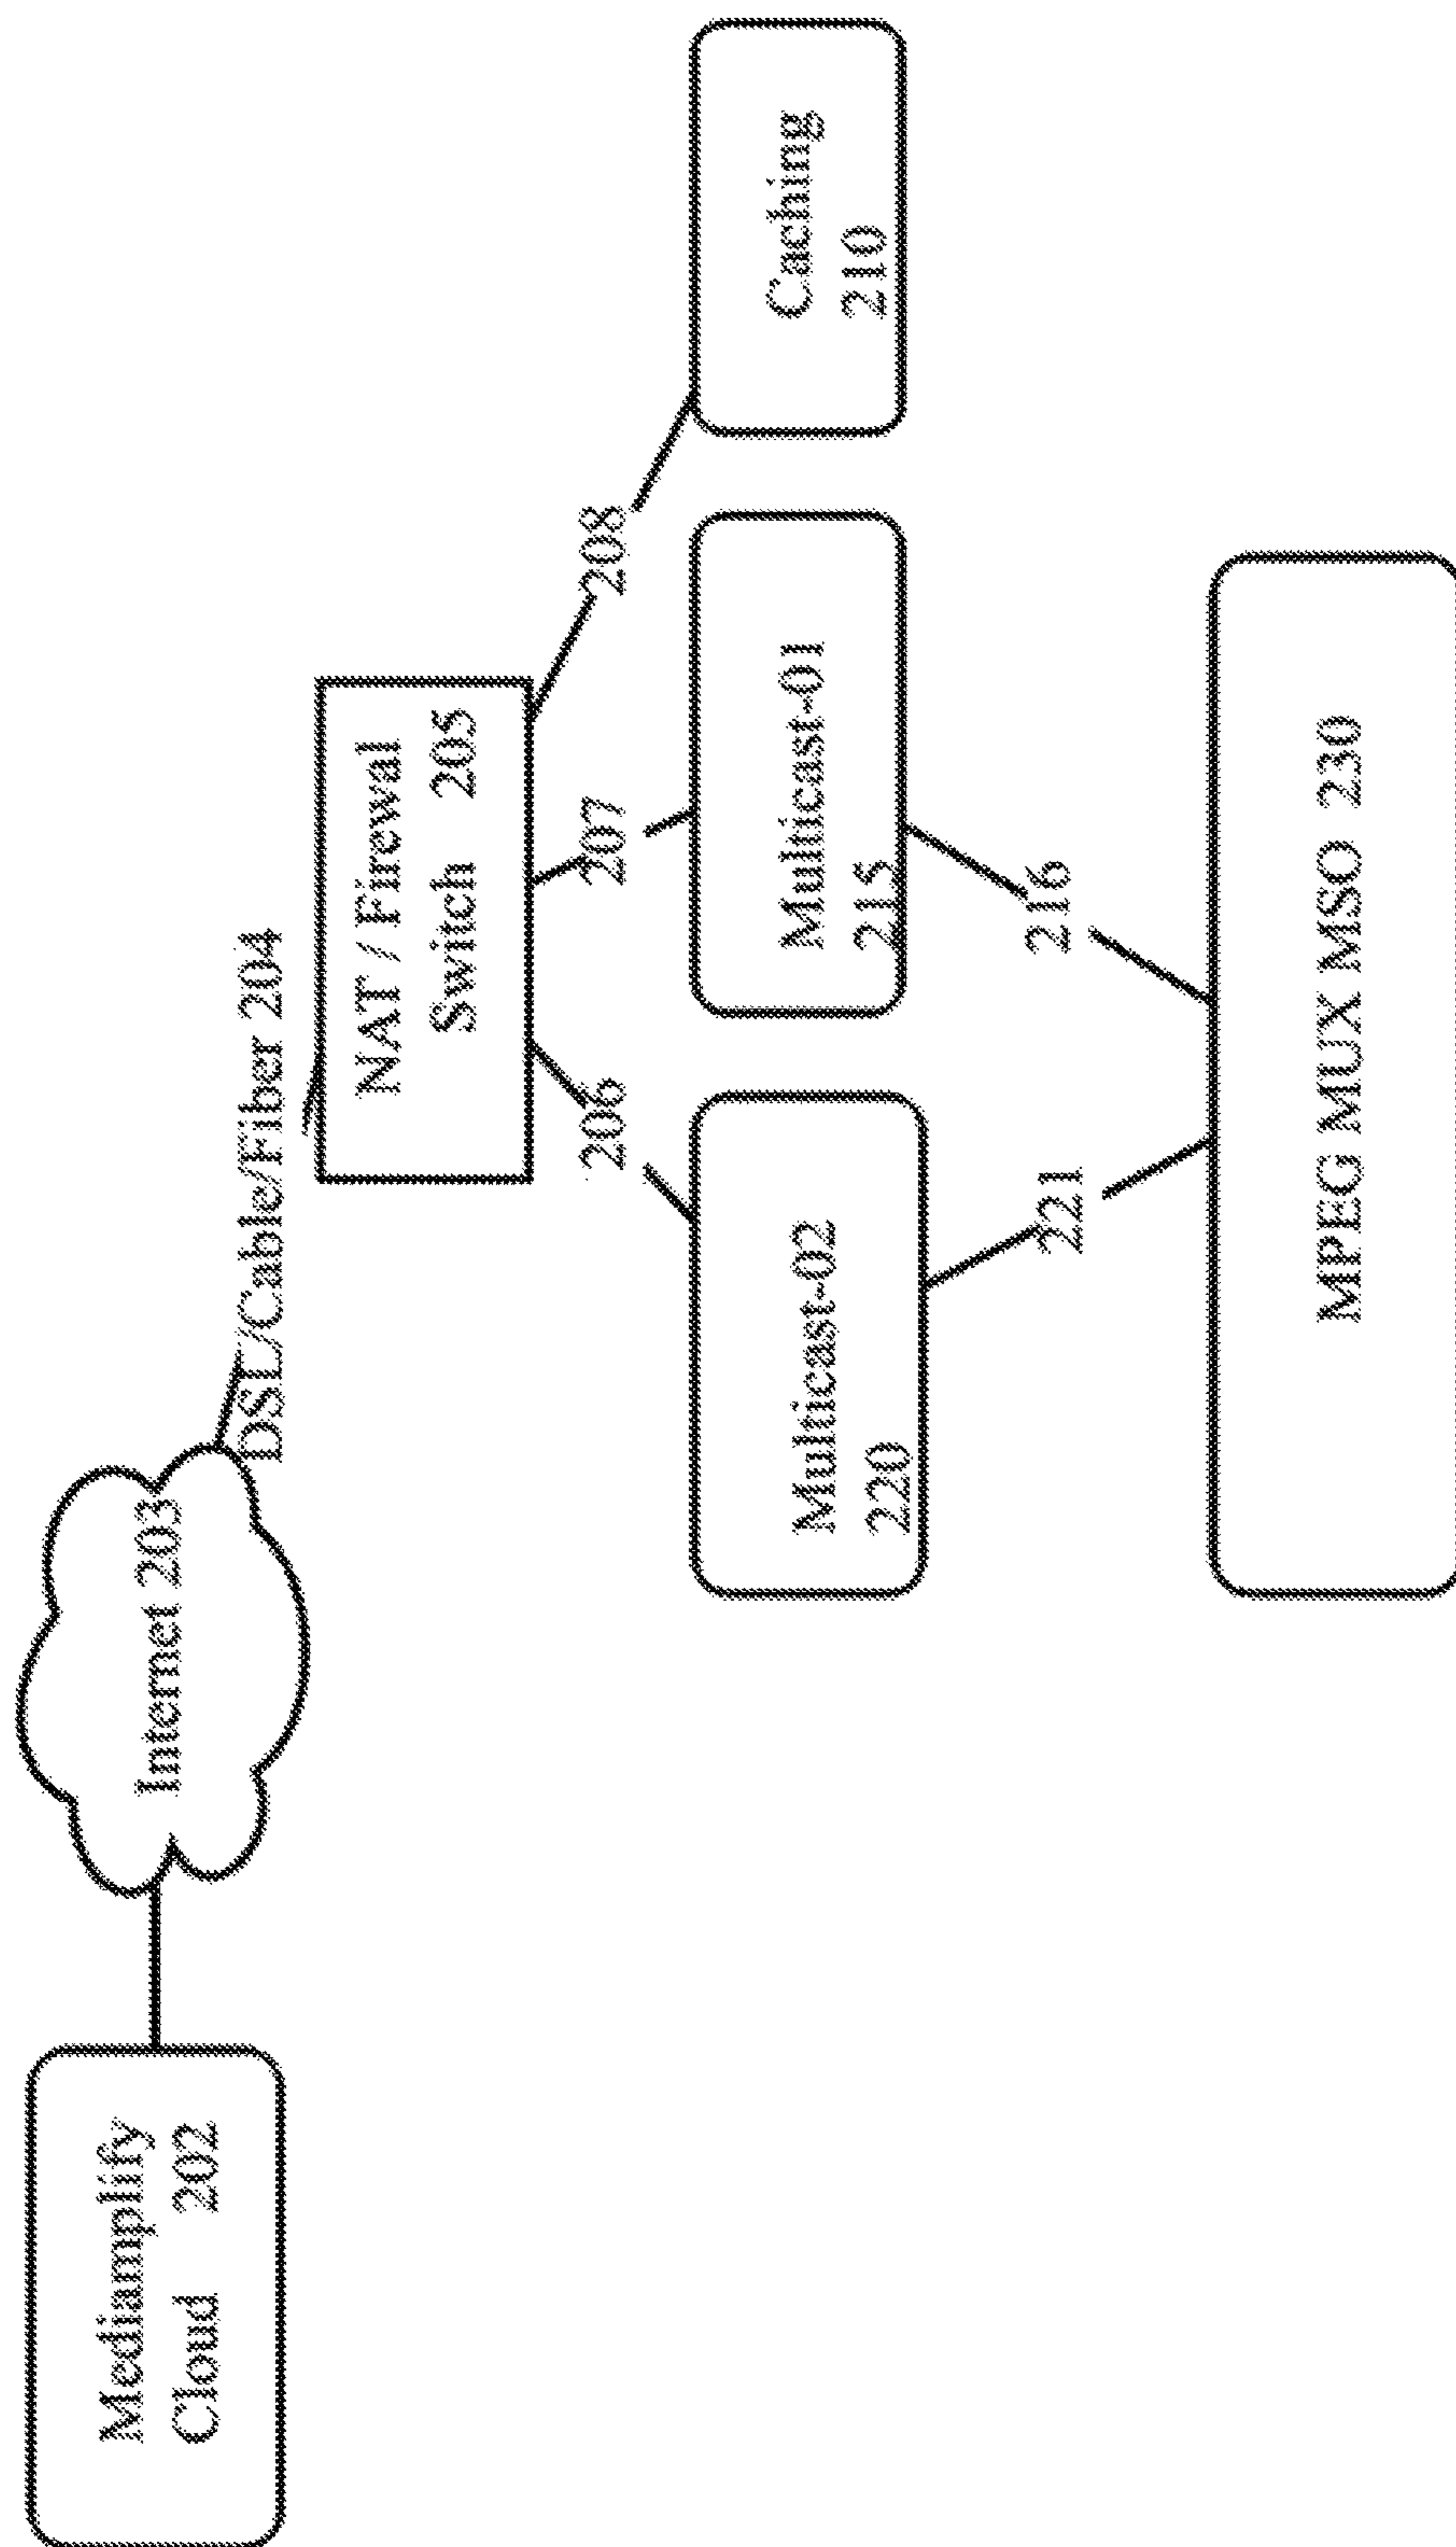 Mediamplify
Cloud 202
Internet 203
DSL/Cable/Fiber 204
NAT / Firewal
Switch 205
206
207
208
Multicast-02
220
Multicast-01
215
Caching
210
221
216
MPEG MUX MSO 230